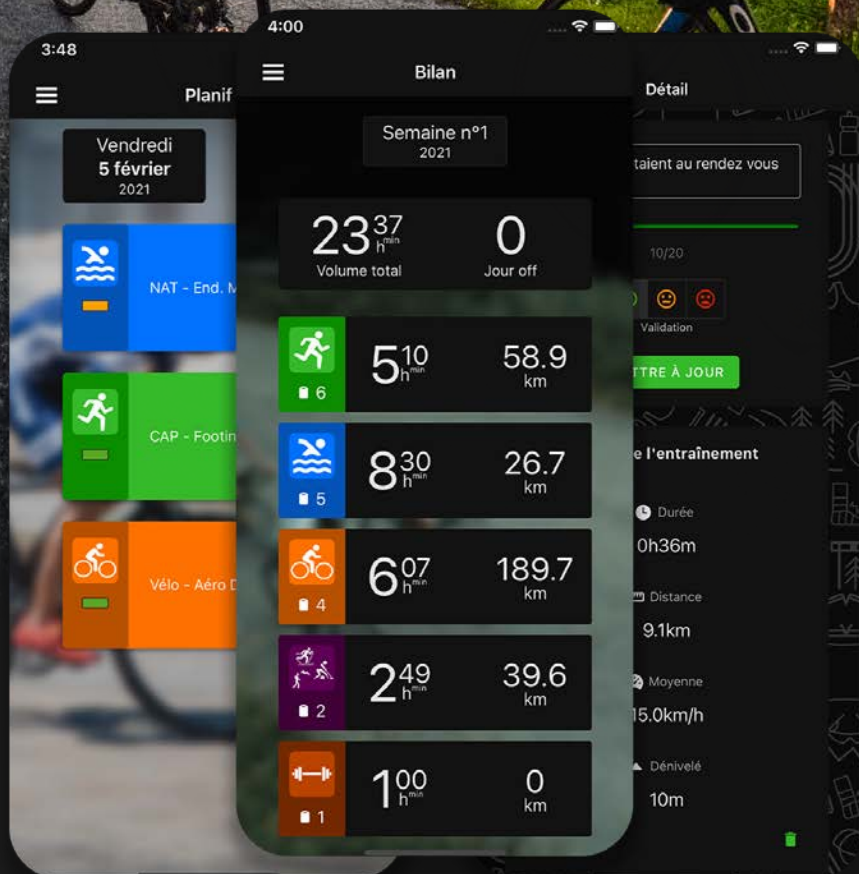 3:48
Planif
Vendredi
5 février
2021
NAT - End. M
CAP - Footin
Vélo - Aéro D
4:00
Bilan
Semaine n°1
2021
23 h 37 min
Volume total
0
Jour off
6
5 h 10 min
58.9
km
5
8 h 30 min
26.7
km
4
6 h 07 min
189.7
km
2
2 h 49 min
39.6
km
1
1 h 00 min
0
km
Détail
taient au rendez vous
10/20
Validation
TTRE À JOUR
e l'entraînement
Durée
0h36m
Distance
9.1km
Moyenne
15.0km/h
Dénivelé
10m